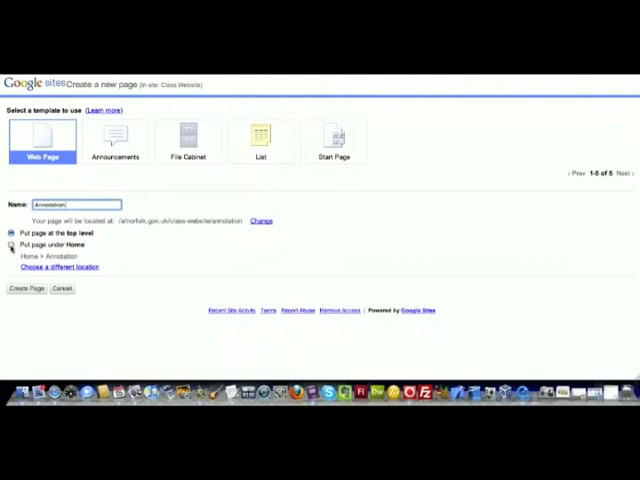 Google sites Create a new page (in site: Class Website)
Select a template to use (Learn more)
Web Page Announcements File Cabinet List Start Page
‹ Prev 1-5 of 5 Next ›
Name: Annotation
Your page will be located at: /a/norfolk.gov.uk/class-website/annotation Change
Put page at the top level
Put page under Home
Home > Annotation
Choose a different location
Create Page Cancel
Recent Site Activity Terms Report Abuse Remove Access | Powered by Google Sites
Fl Dw Fz